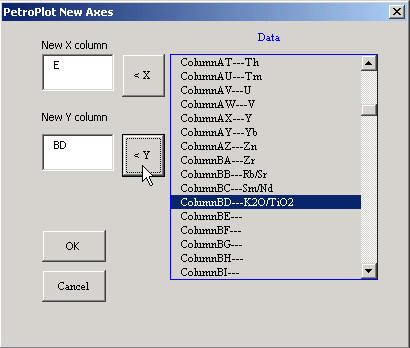 PetroPlot New Axes
New X column
E
< X
New Y column
BD
< Y
OK
Cancel
Data
ColumnAT---Th
ColumnAU---Tm
ColumnAV---U
ColumnAW---V
ColumnAX---Y
ColumnAY---Yb
ColumnAZ---Zn
ColumnBA---Zr
ColumnBB---Rb/Sr
ColumnBC---Sm/Nd
ColumnBD---K2O/TiO2
ColumnBE---
ColumnBF---
ColumnBG---
ColumnBH---
ColumnBI---